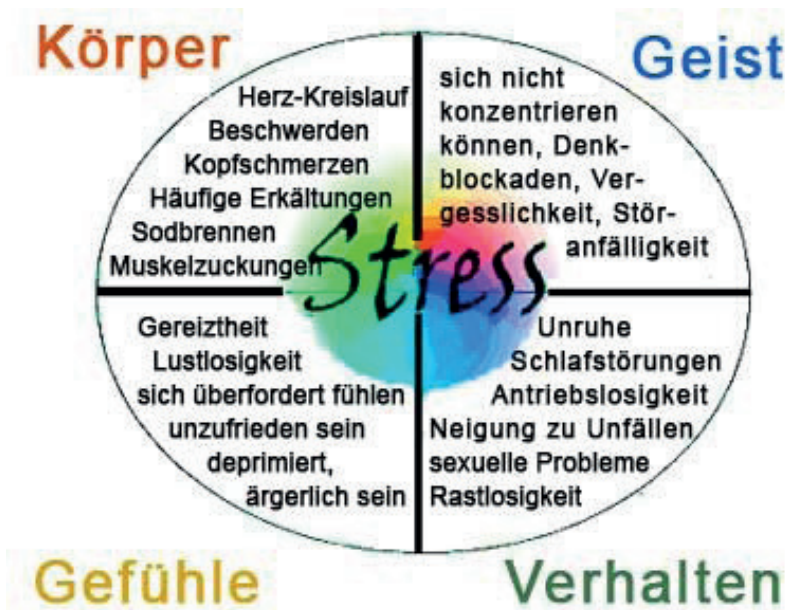 Körper
Herz-Kreislauf
Beschwerden
Kopfschmerzen
Häufige Erkältungen
Sodbrennen
Muskelzuckungen
Geist
sich nicht
konzentrieren
können, Denk-
blockaden, Ver-
gesslichkeit, Stör-
anfälligkeit
Stress
Gereiztheit
Lustlosigkeit
sich überfordert fühlen
unzufrieden sein
deprimiert,
ärgerlich sein
Gefühle
Unruhe
Schlafstörungen
Antriebslosigkeit
Neigung zu Unfällen
sexuelle Probleme
Rastlosigkeit
Verhalten